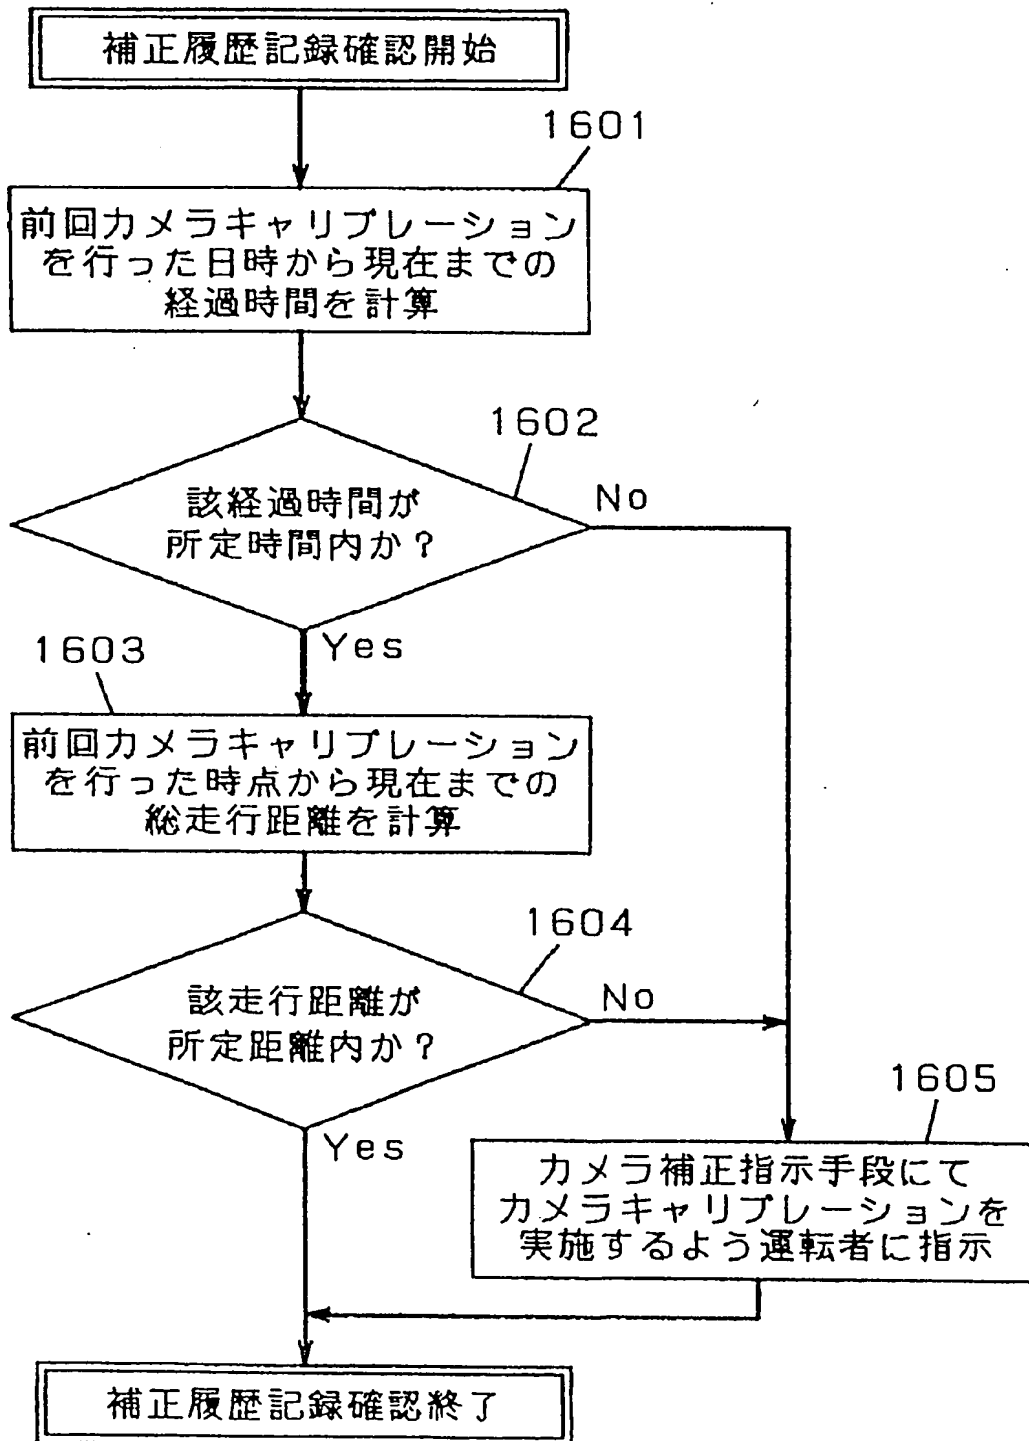 補正履歴記録確認開始
1601
前回カメラキャリブレーション
を行った日時から現在までの
経過時間を計算
1602
該経過時間が
所定時間内か？
No
Yes
1603
前回カメラキャリブレーション
を行った時点から現在までの
総走行距離を計算
1604
該走行距離が
所定距離内か？
No
Yes
1605
カメラ補正指示手段にて
カメラキャリブレーションを
実施するよう運転者に指示
補正履歴記録確認終了